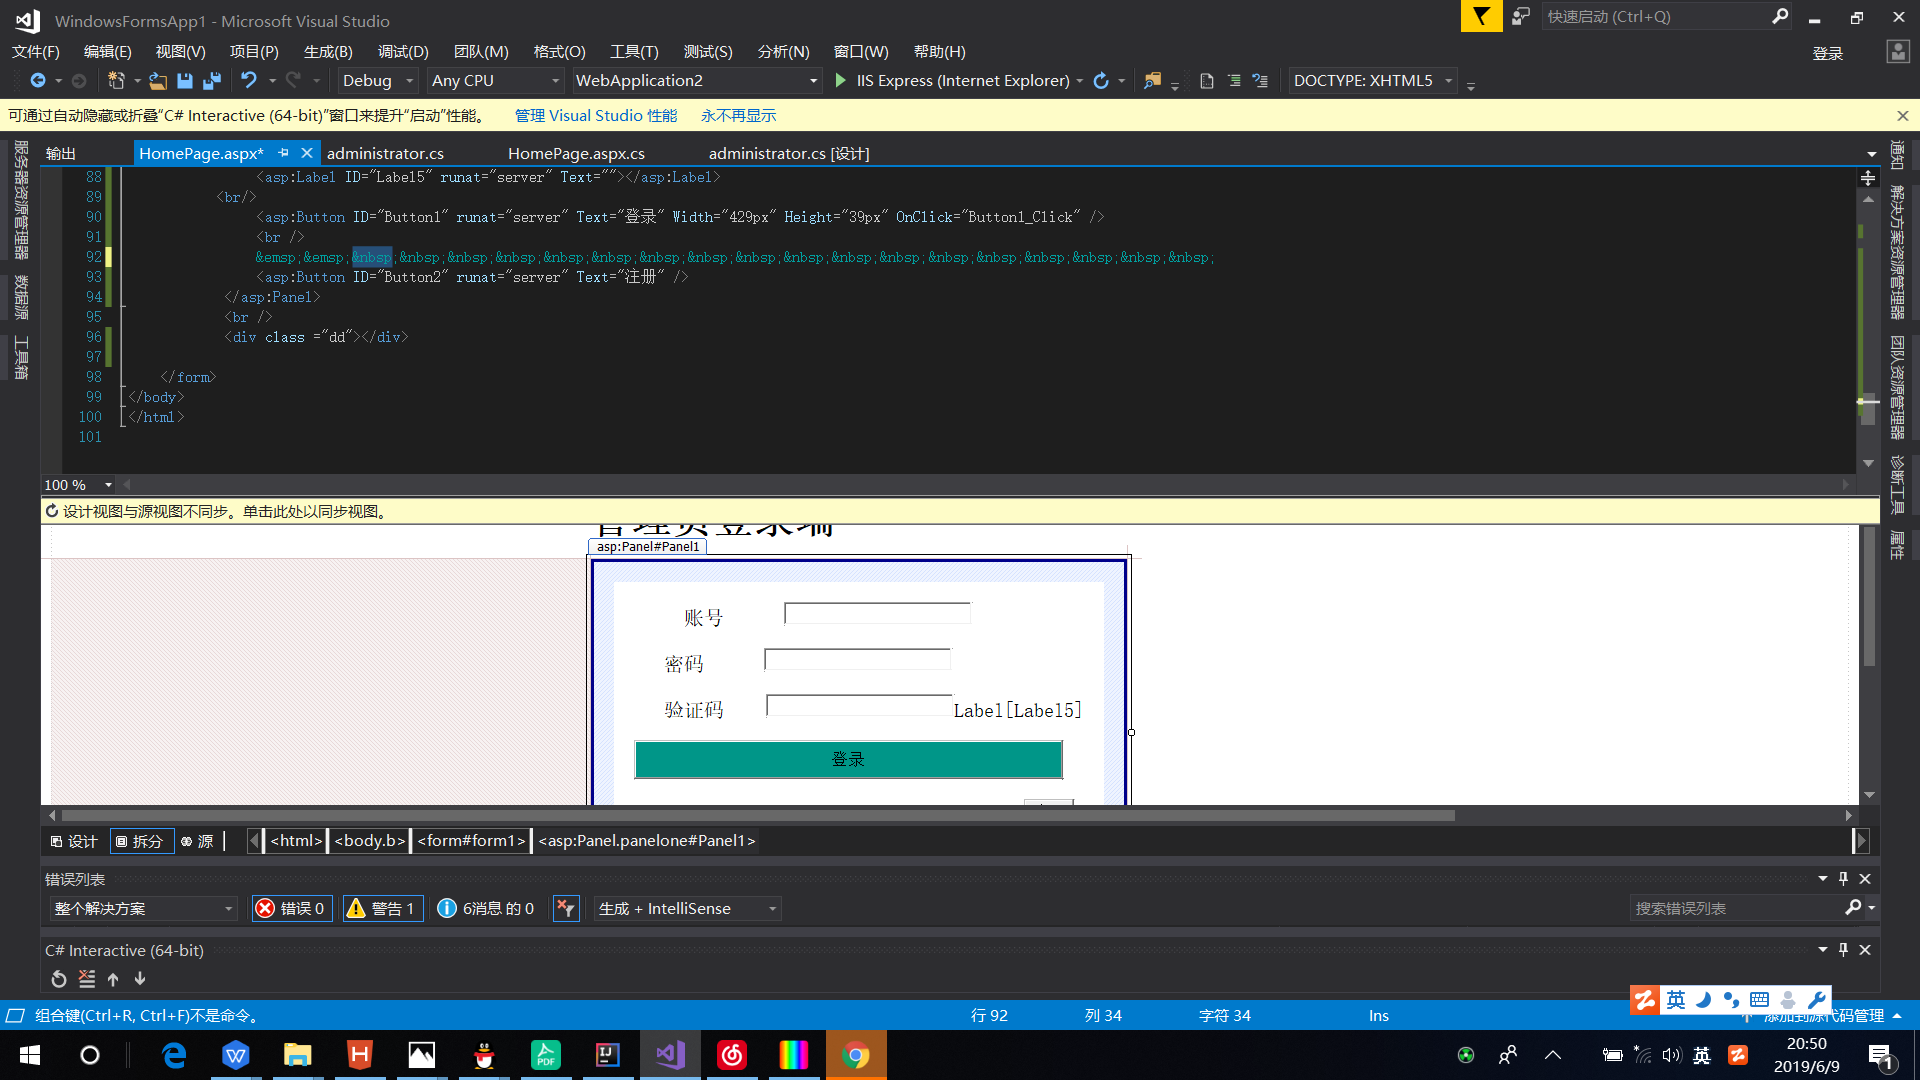 WindowsFormsApp1 - Microsoft Visual Studio
快速启动 (Ctrl+Q)
文件(F) 编辑(E) 视图(V) 项目(P) 生成(B) 调试(D) 团队(M) 格式(O) 工具(T) 测试(S) 分析(N) 窗口(W) 帮助(H)
登录
Debug Any CPU WebApplication2 IIS Express (Internet Explorer) DOCTYPE: XHTML5
可通过自动隐藏或折叠“C# Interactive (64-bit)”窗口来提升“启动”性能。 管理 Visual Studio 性能 永不再显示
服务器资源管理器
数据源
工具箱
输出 HomePage.aspx* administrator.cs HomePage.aspx.cs administrator.cs [设计]
88 <asp:Label ID="Label5" runat="server" Text=""></asp:Label>
89 <br/>
90 <asp:Button ID="Button1" runat="server" Text="登录" Width="429px" Height="39px" OnClick="Button1_Click" />
91 <br />
92 &emsp;&emsp;&nbsp;&nbsp;&nbsp;&nbsp;&nbsp;&nbsp;&nbsp;&nbsp;&nbsp;&nbsp;&nbsp;&nbsp;&nbsp;&nbsp;&nbsp;&nbsp;&nbsp;&nbsp;
93 <asp:Button ID="Button2" runat="server" Text="注册" />
94 </asp:Panel>
95 <br />
96 <div class ="dd"></div>
97
98 </form>
99 </body>
100 </html>
101
100 %
设计视图与源视图不同步。单击此处以同步视图。
管理员登录端
asp:Panel#Panel1
账号
密码
验证码 Label[Label5]
登录
设计 拆分 源 <html> <body.b> <form#form1> <asp:Panel.panelone#Panel1>
通知
解决方案资源管理器
团队资源管理器
诊断工具
属性
错误列表
整个解决方案 错误 0 警告 1 6消息 的 0 生成 + IntelliSense 搜索错误列表
C# Interactive (64-bit)
英
组合键(Ctrl+R, Ctrl+F)不是命令。 行 92 列 34 字符 34 Ins 添加到源代码管理
W H PDF IJ 英
20:50
2019/6/9
1